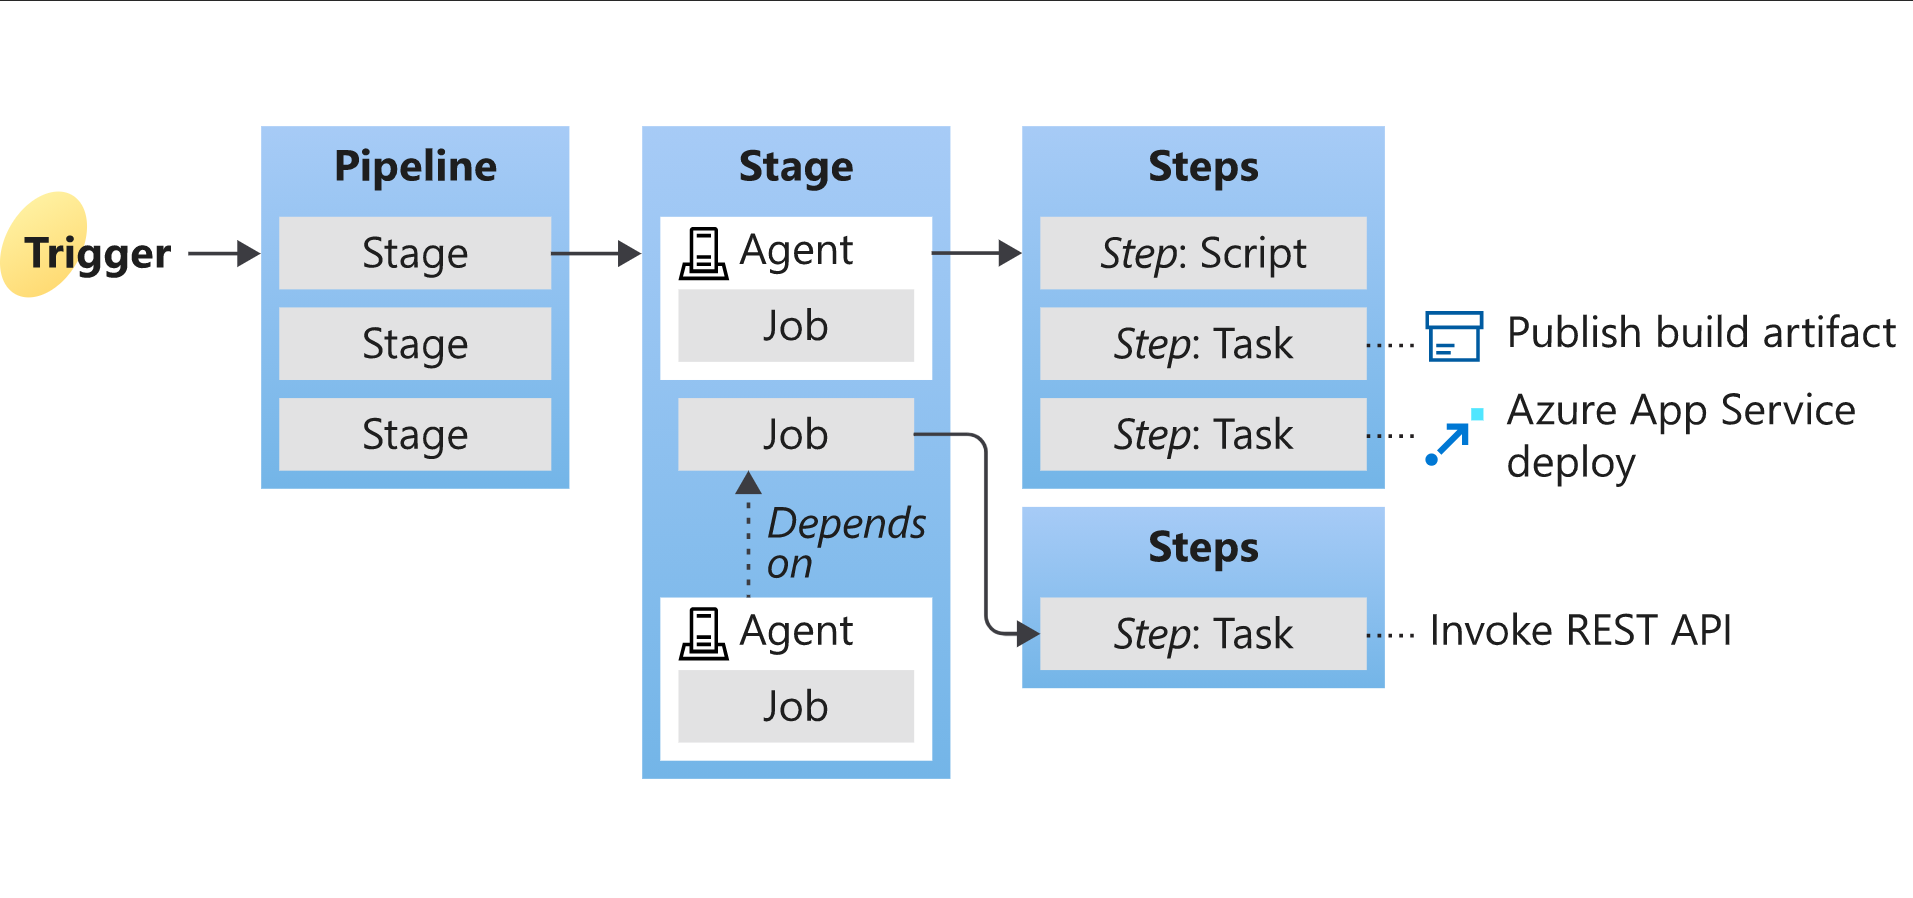 Trigger
Pipeline
Stage
Stage
Stage
Stage
Agent
Job
Job
Depends
on
Agent
Job
Steps
Step: Script
Step: Task
Publish build artifact
Step: Task
Azure App Service
deploy
Steps
Step: Task
Invoke REST API